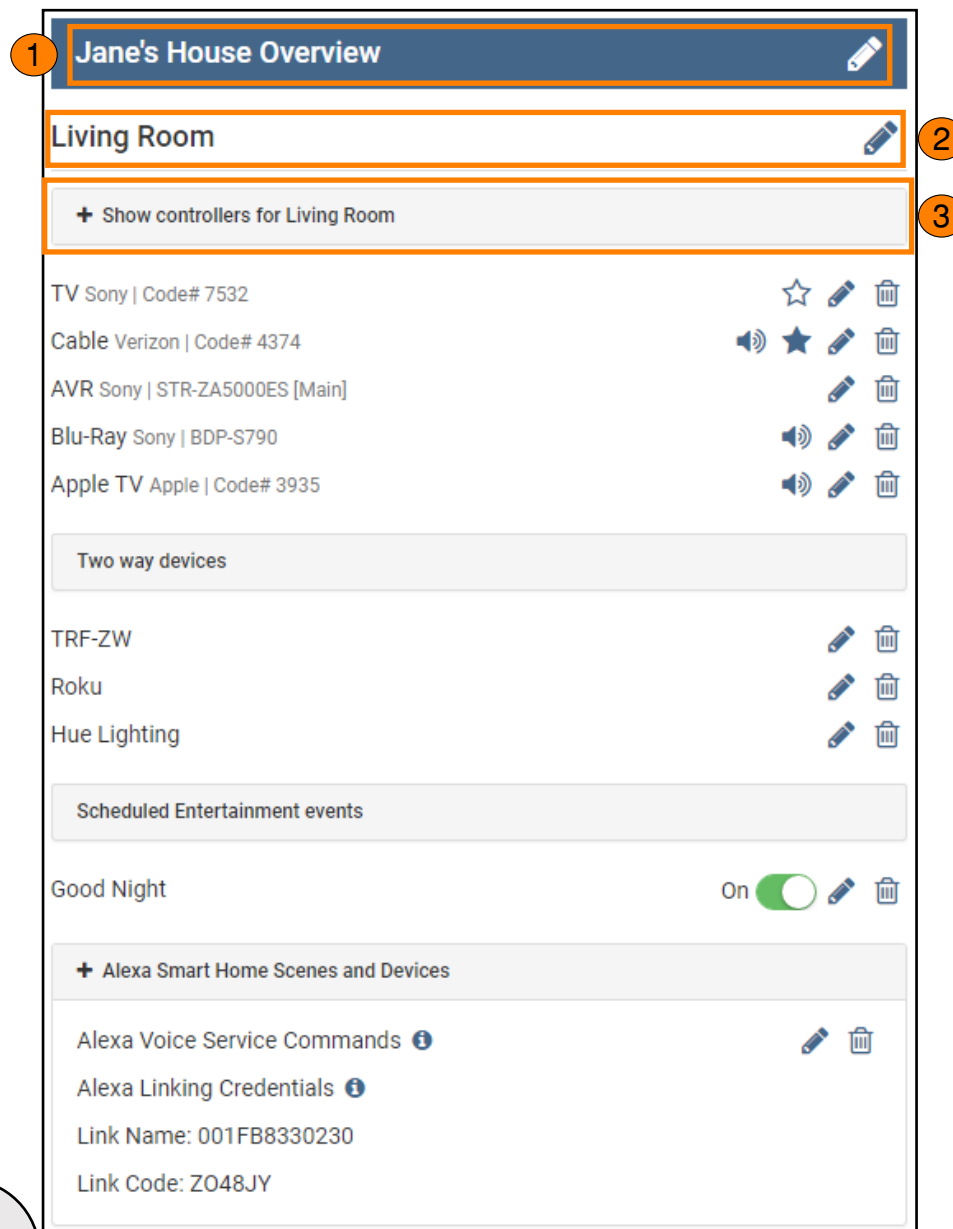 1 Jane's House Overview
Living Room 2
+ Show controllers for Living Room 3
TV Sony | Code# 7532
Cable Verizon | Code# 4374
AVR Sony | STR-ZA5000ES [Main]
Blu-Ray Sony | BDP-S790
Apple TV Apple | Code# 3935
Two way devices
TRF-ZW
Roku
Hue Lighting
Scheduled Entertainment events
Good Night On
+ Alexa Smart Home Scenes and Devices
Alexa Voice Service Commands
Alexa Linking Credentials
Link Name: 001FB8330230
Link Code: ZO48JY